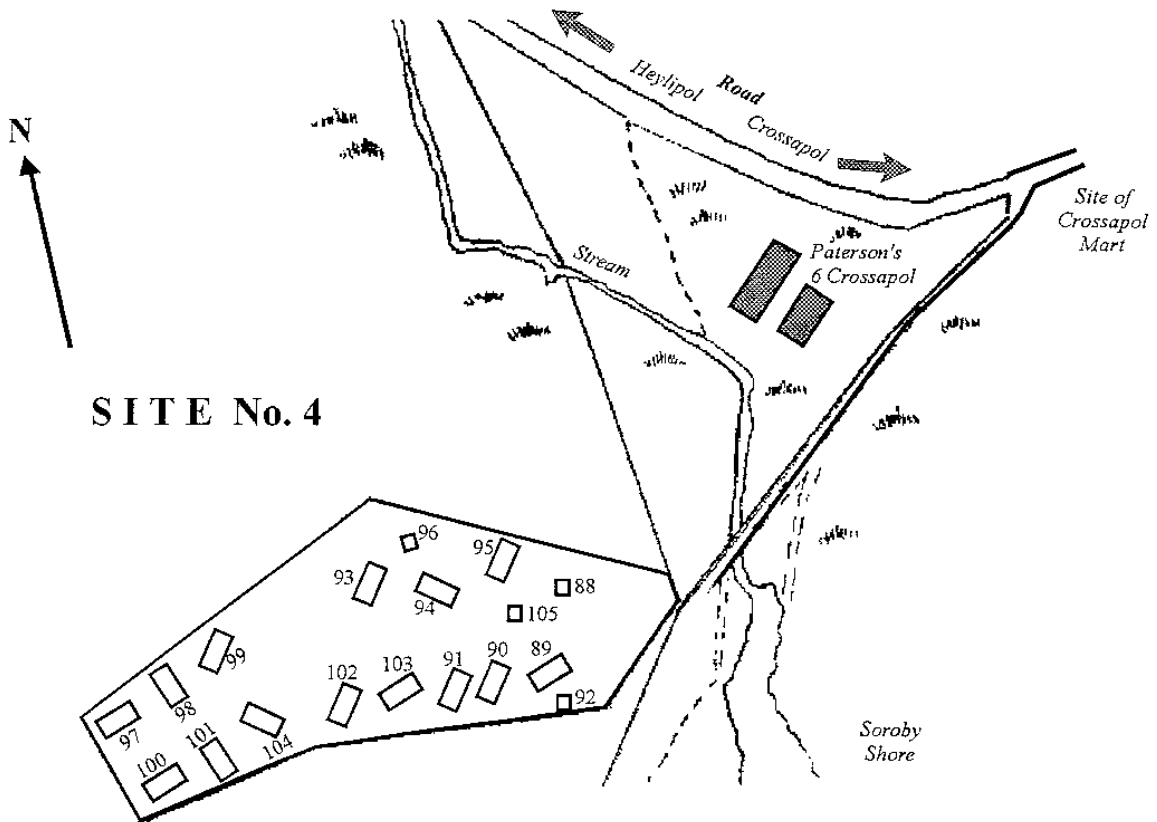 N
Heylipol
Road
Crossapol
Site of
Crossapol
Mart
Stream
Paterson's
6 Crossapol
SITE No. 4
96
95
93
94
88
105
99
102
103
91
90
89
92
98
97
101
104
100
Soroby
Shore